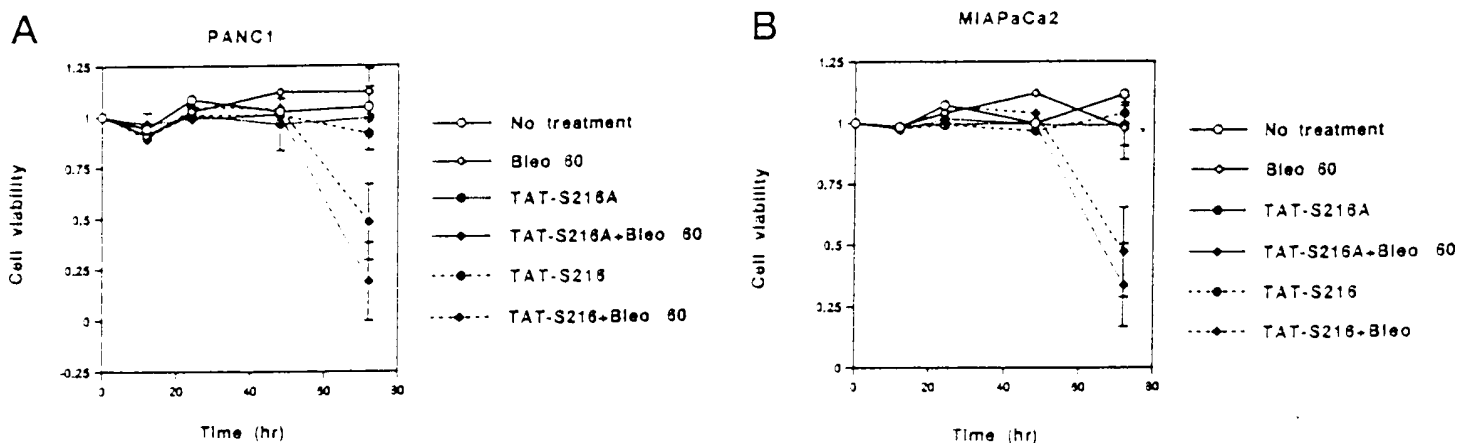 A
PANC1
Cell viability
1.25
1
0.75
0.5
0.25
0
-0.25
0
20
40
60
80
Time (hr)
No treatment
Bleo 60
TAT-S216A
TAT-S216A+Bleo 60
TAT-S216
TAT-S216+Bleo 60
B
MIAPaCa2
Cell viability
1.25
1
0.75
0.5
0.25
0
0
20
40
60
80
Time (hr)
No treatment
Bleo 60
TAT-S216A
TAT-S216A+Bleo 60
TAT-S216
TAT-S216+Bleo